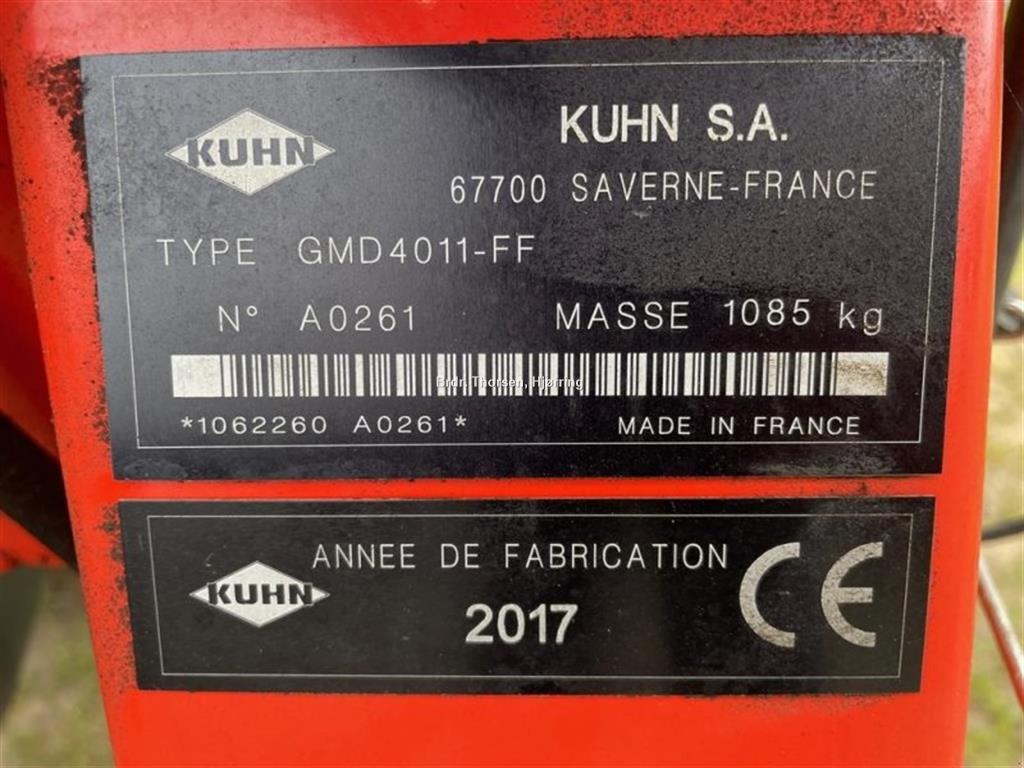 KUHN
KUHN S.A.
67700 SAVERNE-FRANCE
TYPE GMD4011-FF
N° A0261 MASSE 1085 kg
Brdr. Thorsen, Hjørring
*1062260 A0261* MADE IN FRANCE
KUHN
ANNEE DE FABRICATION
2017
CE